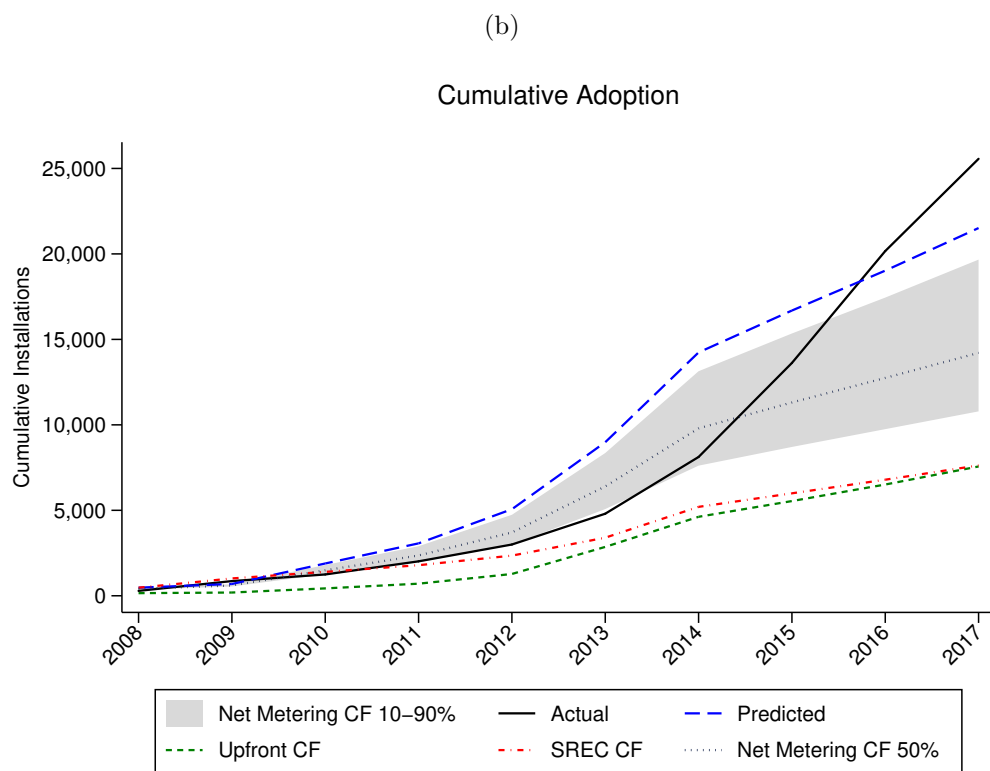 (b)
Cumulative Adoption
Cumulative Installations
25,000
20,000
15,000
10,000
5,000
0
2008 2009 2010 2011 2012 2013 2014 2015 2016 2017
Net Metering CF 10−90% Actual Predicted
Upfront CF SREC CF Net Metering CF 50%